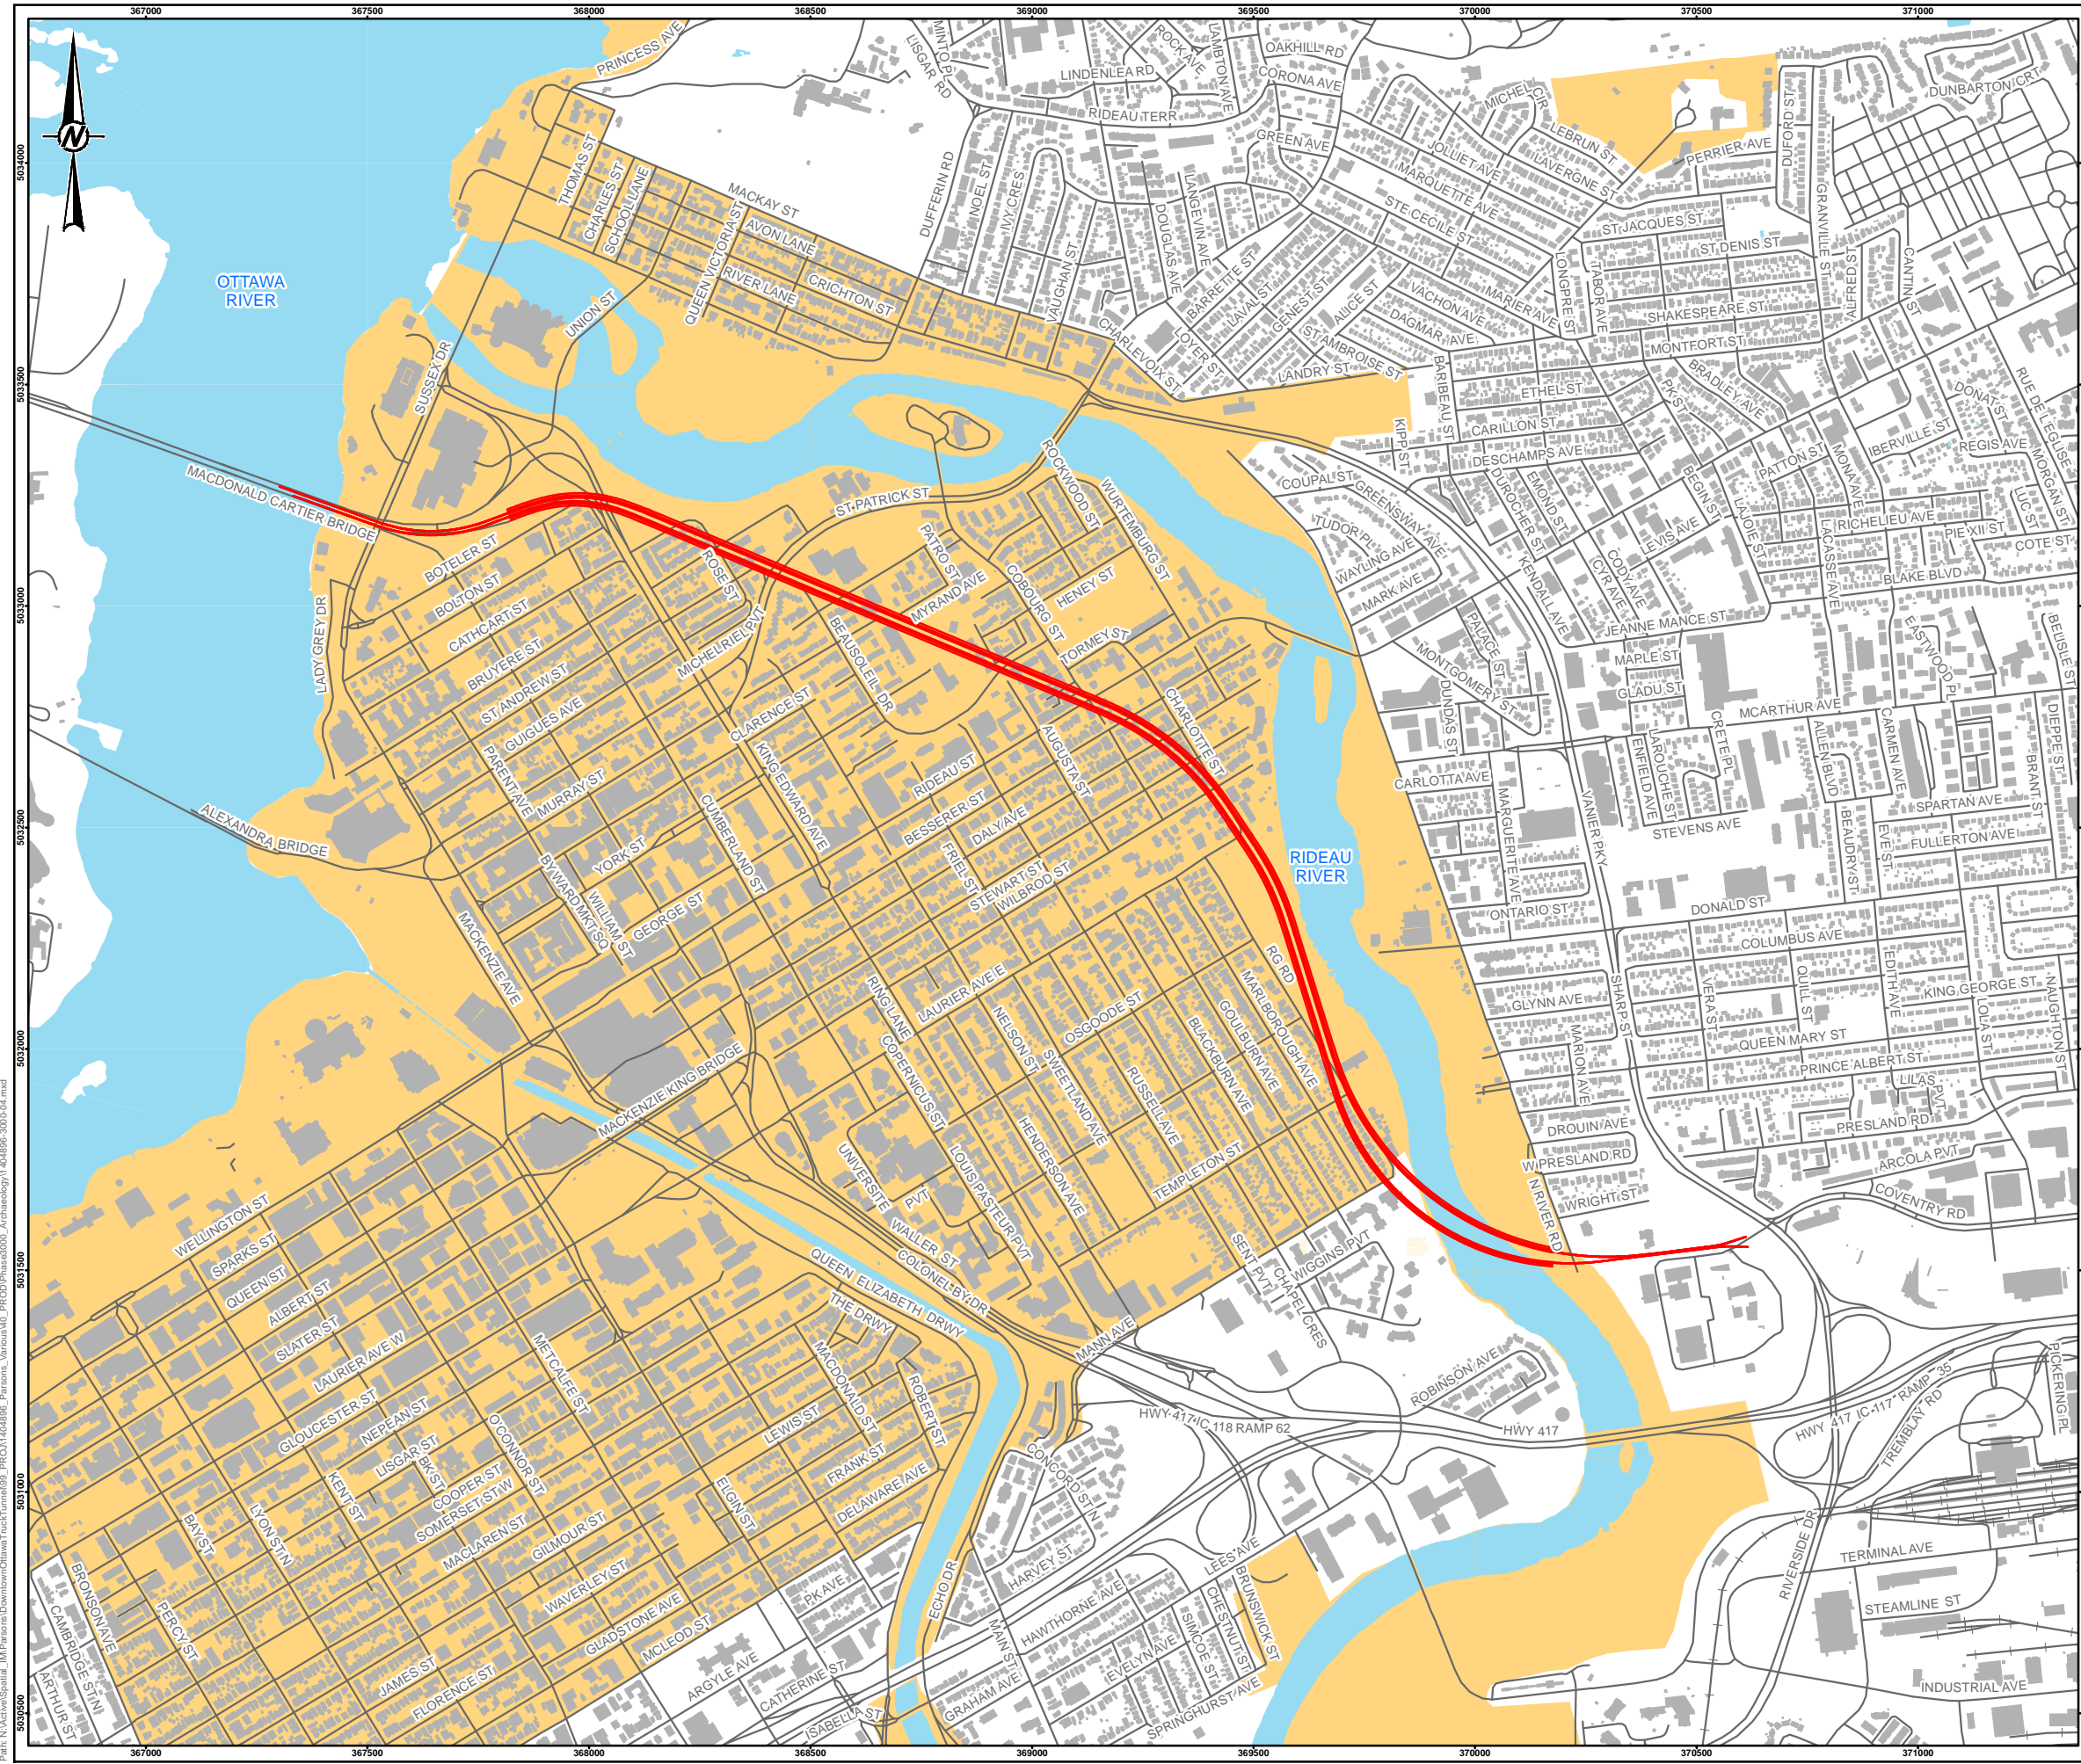 367000 367500 368000 368500 369000 369500 370000 370500 371000
5034000
5033500
5033000
5032500
5032000
5031500
5031000
5030500
N
PRINCESS AVE
LISGAR RD
MINTO PL
ROCK AVE
LAMBTON AVE
OAKHILL RD
LINDENLEA RD
CORONA AVE
RIDEAU TERR
GREEN AVE
MICHEL CIR
LEBRUN ST
DUFORD ST
DUNBARTON CRT
JOLLIET AVE
LAVERGNE ST
PERRIER AVE
THOMAS ST
CHARLES ST
SCHOOL LANE
MACKAY ST
DUFFERIN RD
NOEL ST
IVY CRES
LANGEVIN AVE
DOUGLAS AVE
MARQUETTE AVE
STE CECILE ST
ST JACQUES ST
GRANVILLE ST
ST DENIS ST
QUEEN VICTORIA ST
AVON LANE
RIVER LANE
CRICHTON ST
VAUGHAN ST
BARRETTE ST
LAVAL ST
GENEST ST
ALICE ST
VACHON AVE
DAGMAR AVE
MARIER AVE
LONGPRE ST
TABOR AVE
SHAKESPEARE ST
ALFRED ST
CANTIN ST
OTTAWA
RIVER
UNION ST
CHARLEVOIX ST
LOYER ST
ST AMBROISE ST
LANDRY ST
MONTFORT ST
SUSSEX DR
BARIBEAU ST
ETHEL ST
PK ST
BRADLEY AVE
DONAT ST
RUE DE L'EGLISE
KIPP ST
CARILLON ST
DESCHAMPS AVE
IBERVILLE ST
REGIS AVE
MACDONALD CARTIER BRIDGE
ST PATRICK ST
ROCKWOOD ST
WURTEMBURG ST
COUPAL ST
GREENSWAY AVE
DUROCHER ST
EMOND ST
BEGIN ST
PATTON ST
MONA AVE
MORGAN ST
TUDOR PL
WAYLING AVE
MARK AVE
LEVIS AVE
LAJOIE ST
LACASSE AVE
RICHELIEU AVE
LUC ST
PIE XII ST
COTE ST
BLAKE BLVD
BOTELER ST
BOLTON ST
CATHCART ST
BRUYERE ST
ST ANDREW ST
GUIGUES AVE
ROSE ST
PATRO ST
MYRAND AVE
COBOURG ST
HENEY ST
TORMEY ST
MICHEL RIEL PVT
BEAUSOLEIL DR
KENDALL AVE
CYR AVE
CODY AVE
JEANNE MANCE ST
PALACE ST
MONTGOMERY ST
MAPLE ST
GLADU ST
EASTWOOD PL
BELISLE ST
LADY GREY DR
CLARENCE ST
CHARLOTTE ST
DUNDAS ST
MCARTHUR AVE
CRETE PL
LAROUCHE ST
ENFIELD AVE
ALLEN BLVD
CARMEN AVE
DIEPPE ST
BRANT ST
PARENT AVE
MURRAY ST
KING EDWARD AVE
AUGUSTA ST
RIDEAU ST
BESSERER ST
DALY AVE
CARLOTTA AVE
MARGUERITE AVE
VANIER PKY
STEVENS AVE
SPARTAN AVE
FULLERTON AVE
BEAUDRY ST
EVE ST
ALEXANDRA BRIDGE
YORK ST
CUMBERLAND ST
BYWARD MKT SQ
WILLIAM ST
GEORGE ST
FRIEL ST
STEWART ST
WILBROD ST
RIDEAU
RIVER
DONALD ST
ONTARIO ST
COLUMBUS AVE
MACKENZIE AVE
LAURIER AVE E
RING LANE
RG RD
MARLBOROUGH AVE
GLYNN AVE
SHARP ST
VERA ST
QUILL ST
EDITH AVE
KING GEORGE ST
LOLA ST
NAUGHTON ST
COPERNICUS ST
NELSON ST
OSGOODE ST
SWEETLAND AVE
RUSSELL AVE
BLACKBURN AVE
GOULBURN AVE
MARION AVE
QUEEN MARY ST
PRINCE ALBERT ST
LILAS PVT
MACKENZIE KING BRIDGE
HENDERSON AVE
LOUIS PASTEUR PVT
UNIVERSITE PVT
TEMPLETON ST
DROUIN AVE
W PRESLAND RD
PRESLAND RD
ARCOLA PVT
WRIGHT ST
N RIVER RD
COVENTRY RD
WELLINGTON ST
SPARKS ST
QUEEN ST
ALBERT ST
SLATER ST
LAURIER AVE W
WALLER ST
COLONEL BY DR
QUEEN ELIZABETH DRWY
THE DRWY
SENT PVT
CHAPEL CRES
WIGGINS PVT
MANN AVE
GLOUCESTER ST
NEPEAN ST
LISGAR ST
BK ST
COOPER ST
SOMERSET ST W
MACLAREN ST
GILMOUR ST
METCALFE ST
O'CONNOR ST
MACDONALD ST
ROBERT ST
LEWIS ST
FRANK ST
DELAWARE AVE
ELGIN ST
KENT ST
LYON ST N
BAY ST
ROBINSON AVE
HWY 417 IC 118 RAMP 62
HWY 417
HWY 417 IC 117 RAMP 35
TREMBLAY RD
PICKERING PL
CONCORD ST N
WAVERLEY ST
GLADSTONE AVE
MCLEOD ST
PK AVE
ARGYLE AVE
CATHERINE ST
ISABELLA ST
JAMES ST
FLORENCE ST
BRONSON AVE
CAMBRIDGE ST N
PERCY ST
ARTHUR ST
ECHO DR
HARVEY ST
MAIN ST
HAWTHORNE AVE
GRAHAM AVE
EVELYN AVE
SIMCOE ST
CHESTNUT ST
BRUNSWICK ST
LEES AVE
SPRINGHURST AVE
RIVERSIDE DR
TERMINAL AVE
STEAMLINE ST
INDUSTRIAL AVE
367000 367500 368000 368500 369000 369500 370000 370500 371000